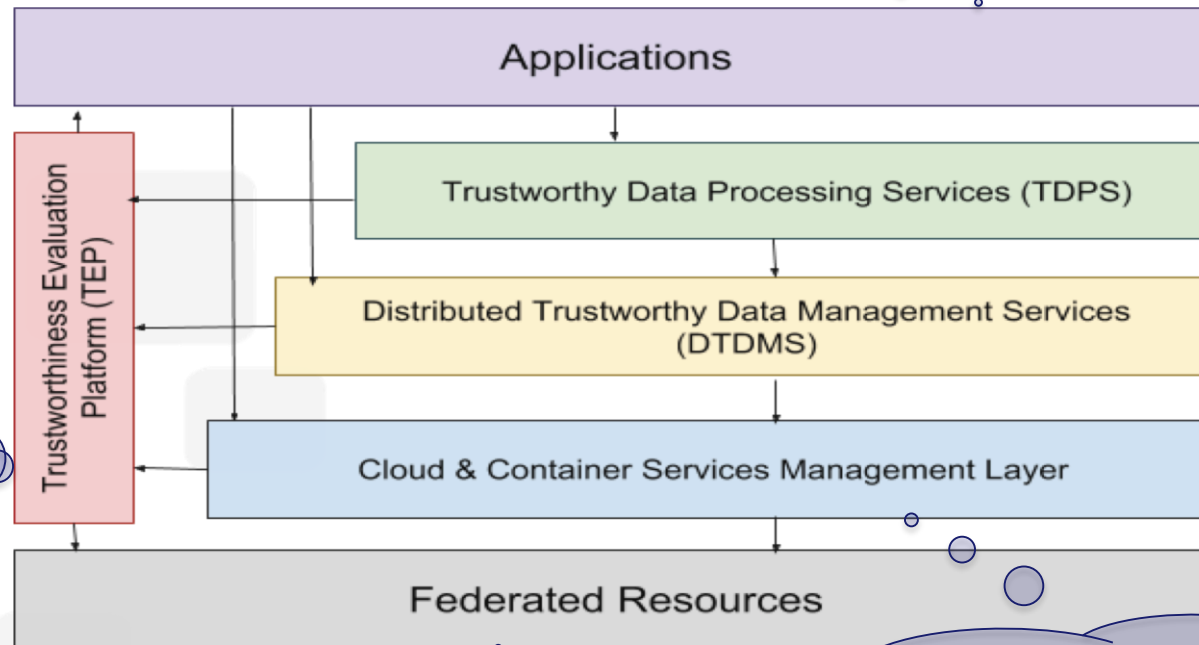 Applications
Trustworthiness Evaluation
Platform (TEP)
Trustworthy Data Processing Services (TDPS)
Distributed Trustworthy Data Management Services
(DTDMS)
Cloud & Container Services Management Layer
Federated Resources